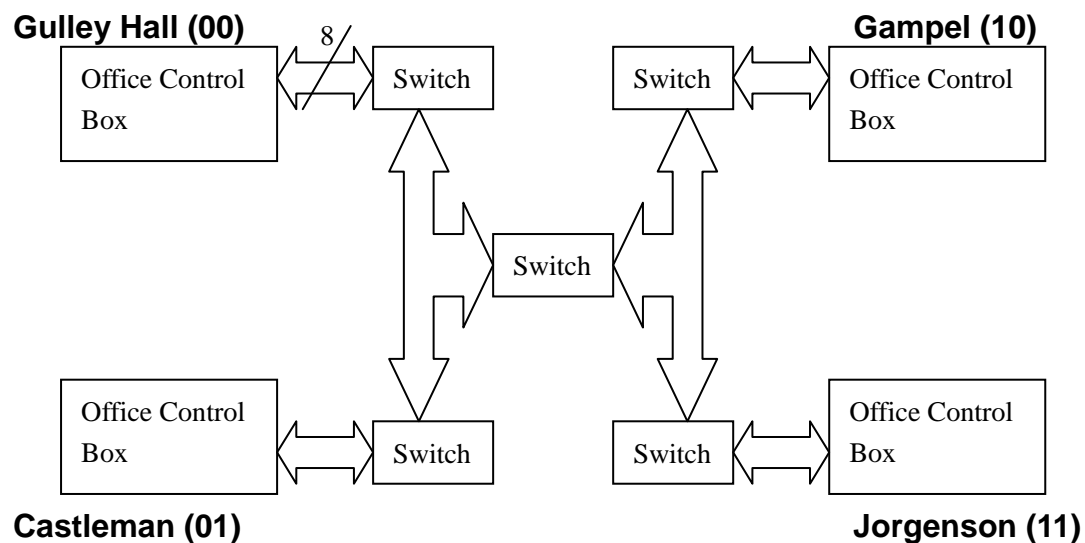 Gulley Hall (00)
8
Gampel (10)
Office Control
Box
Switch
Switch
Office Control
Box
Switch
Office Control
Box
Switch
Switch
Office Control
Box
Castleman (01)
Jorgenson (11)